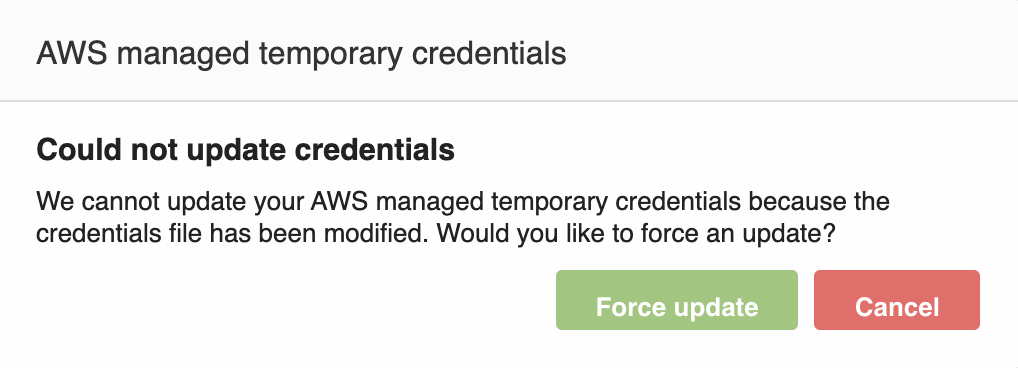 AWS managed temporary credentials
Could not update credentials
We cannot update your AWS managed temporary credentials because the
credentials file has been modified. Would you like to force an update?
Force update Cancel